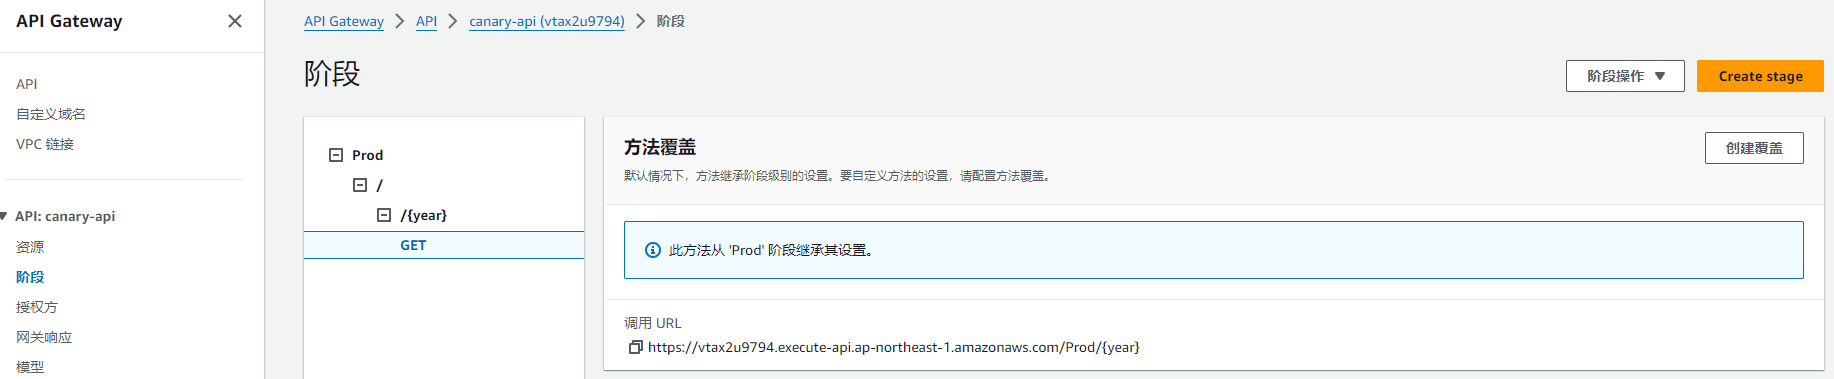 API Gateway
API
自定义域名
VPC 链接
API: canary-api
资源
阶段
授权方
网关响应
模型
API Gateway > API > canary-api (vtax2u9794) > 阶段
阶段
阶段操作 Create stage
Prod
/
/{year}
GET
方法覆盖
创建覆盖
默认情况下，方法继承阶段级别的设置。要自定义方法的设置，请配置方法覆盖。
此方法从 'Prod' 阶段继承其设置。
调用 URL
https://vtax2u9794.execute-api.ap-northeast-1.amazonaws.com/Prod/{year}